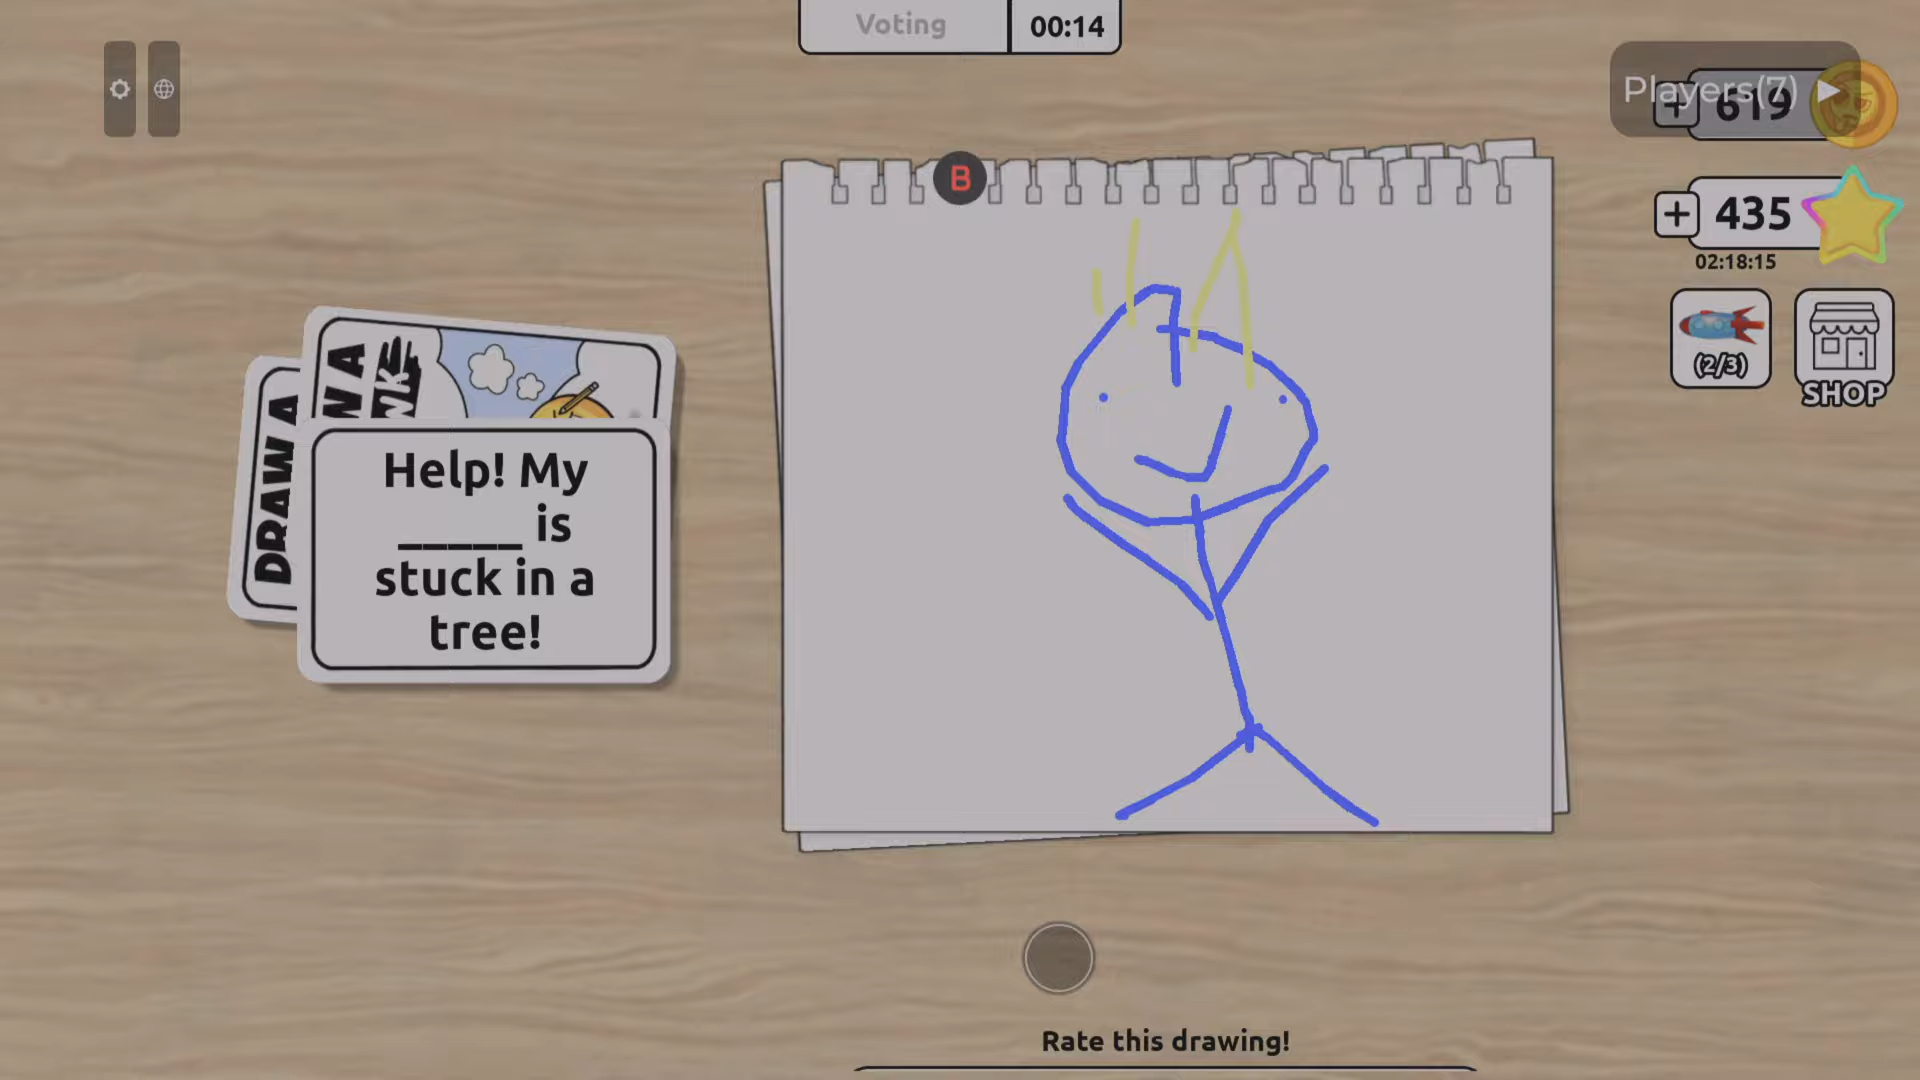 Voting
00:14
Players(7)
619
B
435
02:18:15
(2/3)
SHOP
DRAW A
W A
Help! My
_____ is
stuck in a
tree!
Rate this drawing!